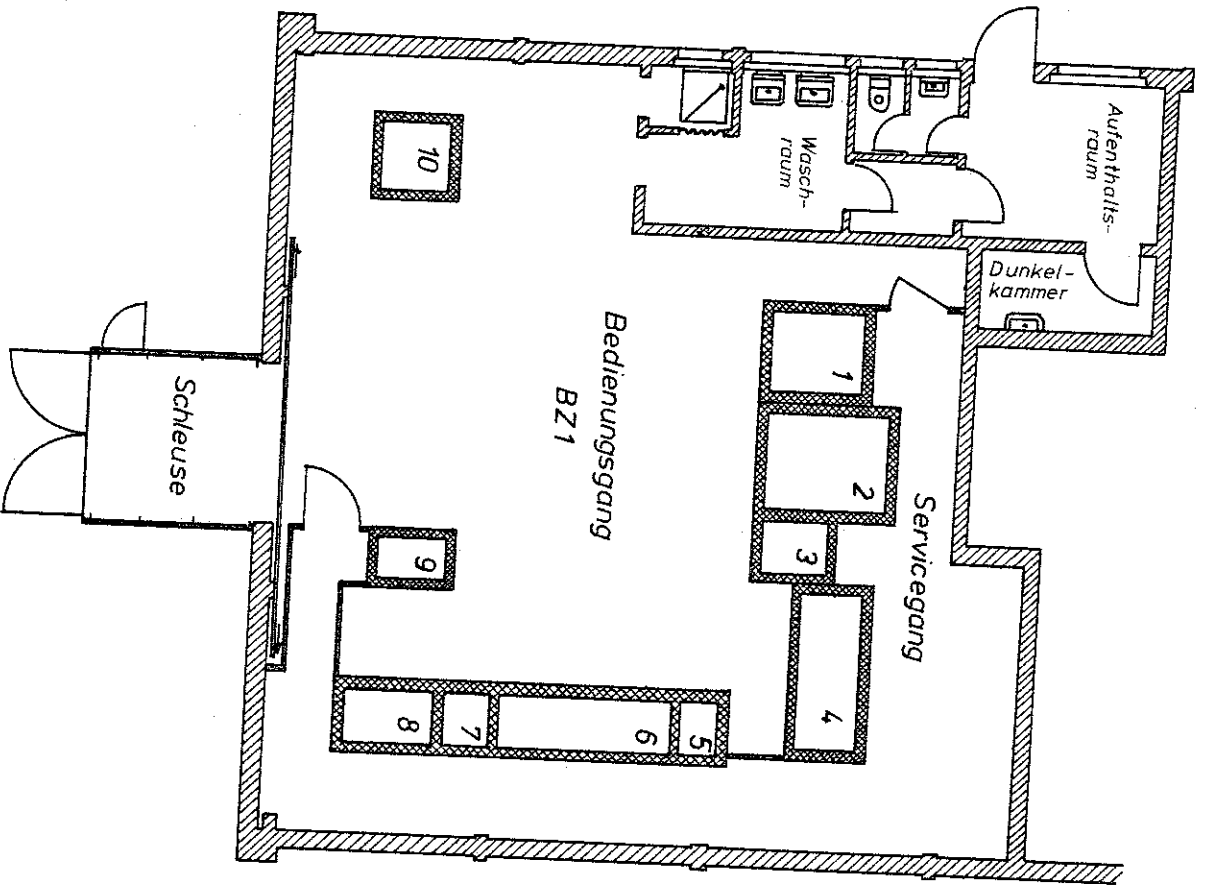 Aufenthalts-
raum
Wasch-
raum
Dunkel-
kammer
10
Bedienungsgang
BZ1
1
2
3
4
Servicegang
Schleuse
9
8
7
6
5